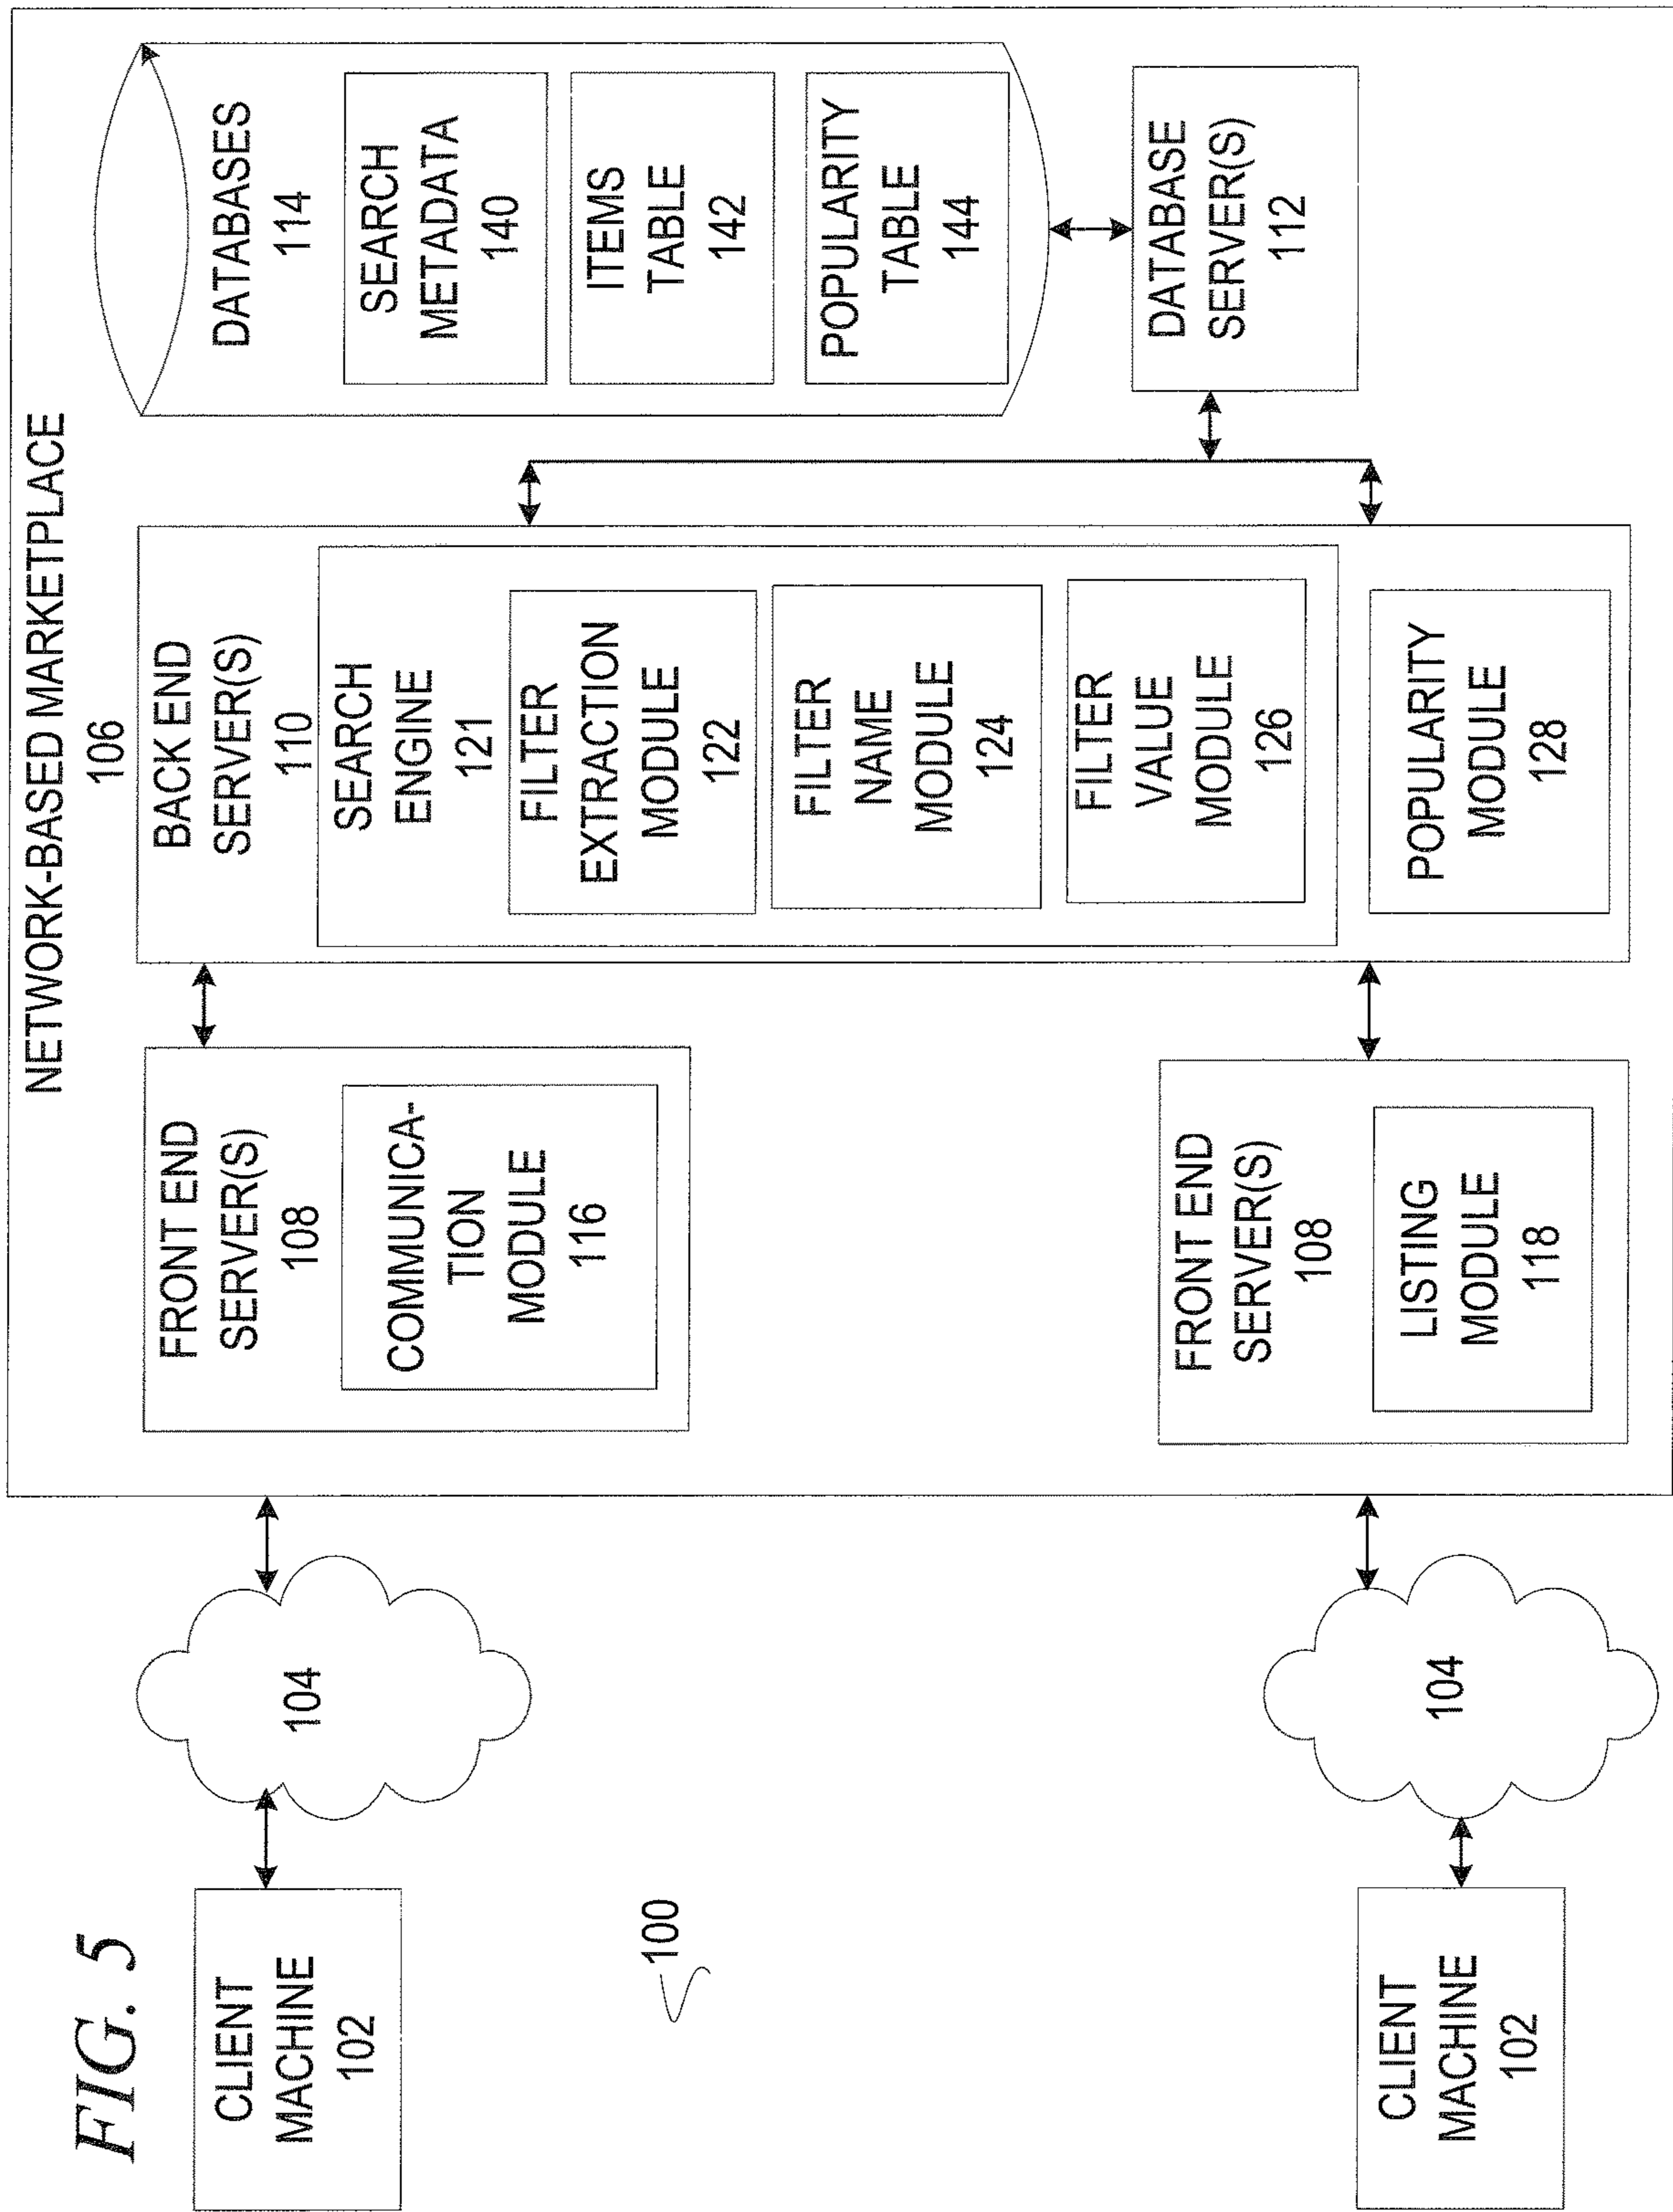 FIG. 5
CLIENT
MACHINE
102
104
NETWORK-BASED MARKETPLACE
106
FRONT END
SERVER(S)
108
COMMUNICA-
TION
MODULE
116
BACK END
SERVER(S)
110
SEARCH
ENGINE
121
FILTER
EXTRACTION
MODULE
122
FILTER
NAME
MODULE
124
FILTER
VALUE
MODULE
126
POPULARITY
MODULE
128
DATABASES
114
SEARCH
METADATA
140
ITEMS
TABLE
142
POPULARITY
TABLE
144
DATABASE
SERVER(S)
112
100
CLIENT
MACHINE
102
104
FRONT END
SERVER(S)
108
LISTING
MODULE
118